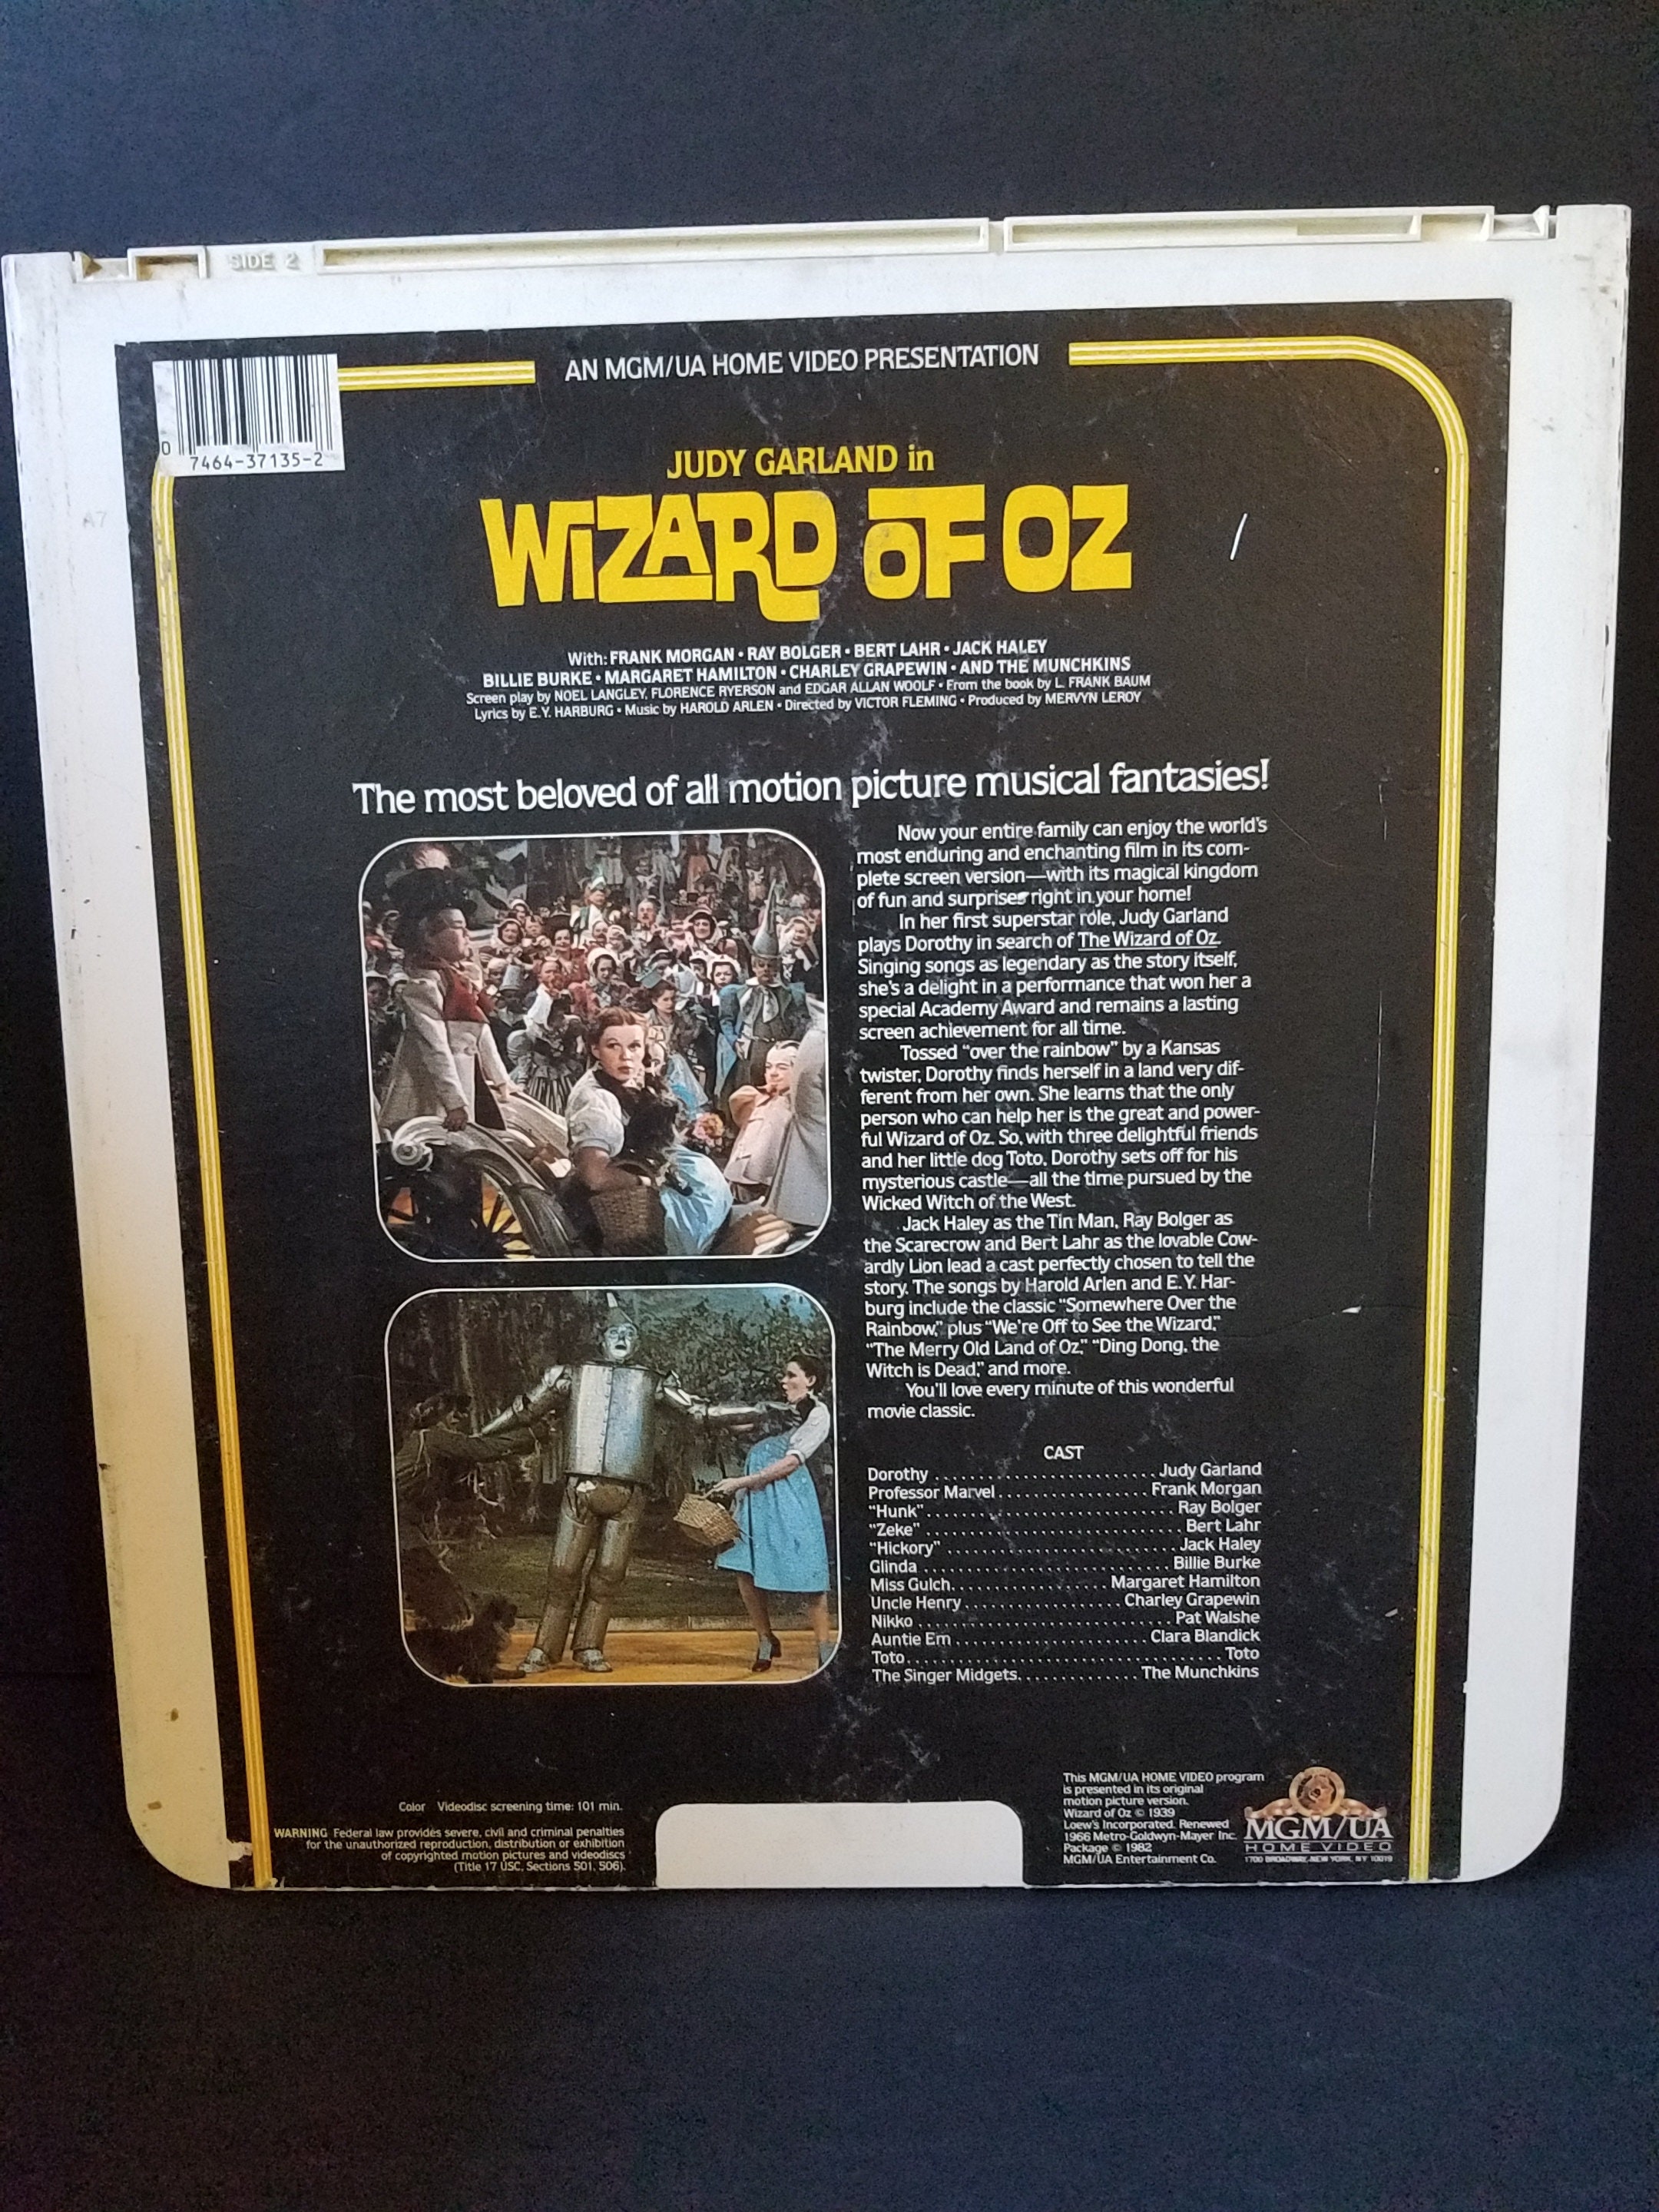 SIDE 2
AN MGM/UA HOME VIDEO PRESENTATION
0
7464-37135-2
A7
JUDY GARLAND in
WIZARD OF OZ
With: FRANK MORGAN • RAY BOLGER • BERT LAHR • JACK HALEY
BILLIE BURKE • MARGARET HAMILTON • CHARLEY GRAPEWIN • AND THE MUNCHKINS
Screen play by NOEL LANGLEY, FLORENCE RYERSON and EDGAR ALLAN WOOLF • From the book by L. FRANK BAUM
Lyrics by E.Y. HARBURG • Music by HAROLD ARLEN • Directed by VICTOR FLEMING • Produced by MERVYN LEROY
The most beloved of all motion picture musical fantasies!
Now your entire family can enjoy the world's
most enduring and enchanting film in its com-
plete screen version—with its magical kingdom
of fun and surprises right in your home!
In her first superstar role, Judy Garland
plays Dorothy in search of The Wizard of Oz.
Singing songs as legendary as the story itself,
she's a delight in a performance that won her a
special Academy Award and remains a lasting
screen achievement for all time.
Tossed "over the rainbow" by a Kansas
twister, Dorothy finds herself in a land very dif-
ferent from her own. She learns that the only
person who can help her is the great and power-
ful Wizard of Oz. So, with three delightful friends
and her little dog Toto, Dorothy sets off for his
mysterious castle—all the time pursued by the
Wicked Witch of the West.
Jack Haley as the Tin Man, Ray Bolger as
the Scarecrow and Bert Lahr as the lovable Cow-
ardly Lion lead a cast perfectly chosen to tell the
story. The songs by Harold Arlen and E.Y. Har-
burg include the classic "Somewhere Over the
Rainbow," plus "We're Off to See the Wizard,"
"The Merry Old Land of Oz," "Ding Dong, the
Witch is Dead," and more.
You'll love every minute of this wonderful
movie classic.
CAST
Dorothy . . . . . . . . . . Judy Garland
Professor Marvel . . . . . . . . . . Frank Morgan
"Hunk" . . . . . . . . . . Ray Bolger
"Zeke" . . . . . . . . . . Bert Lahr
"Hickory" . . . . . . . . . . Jack Haley
Glinda . . . . . . . . . . Billie Burke
Miss Gulch . . . . . . . . . . Margaret Hamilton
Uncle Henry . . . . . . . . . . Charley Grapewin
Nikko . . . . . . . . . . Pat Walshe
Auntie Em . . . . . . . . . . Clara Blandick
Toto . . . . . . . . . . Toto
The Singer Midgets . . . . . . . . . . The Munchkins
Color Videodisc screening time: 101 min.
WARNING Federal law provides severe, civil and criminal penalties
for the unauthorized reproduction, distribution or exhibition
of copyrighted motion pictures and videodiscs
(Title 17 USC, Sections 501, 506).
This MGM/UA HOME VIDEO program
is presented in its original
motion picture version.
Wizard of Oz © 1939
Loew's Incorporated. Renewed
1966 Metro-Goldwyn-Mayer Inc.
Package © 1982
MGM/UA Entertainment Co.
MGM/UA
HOME VIDEO
1700 BROADWAY, NEW YORK, NY 10019